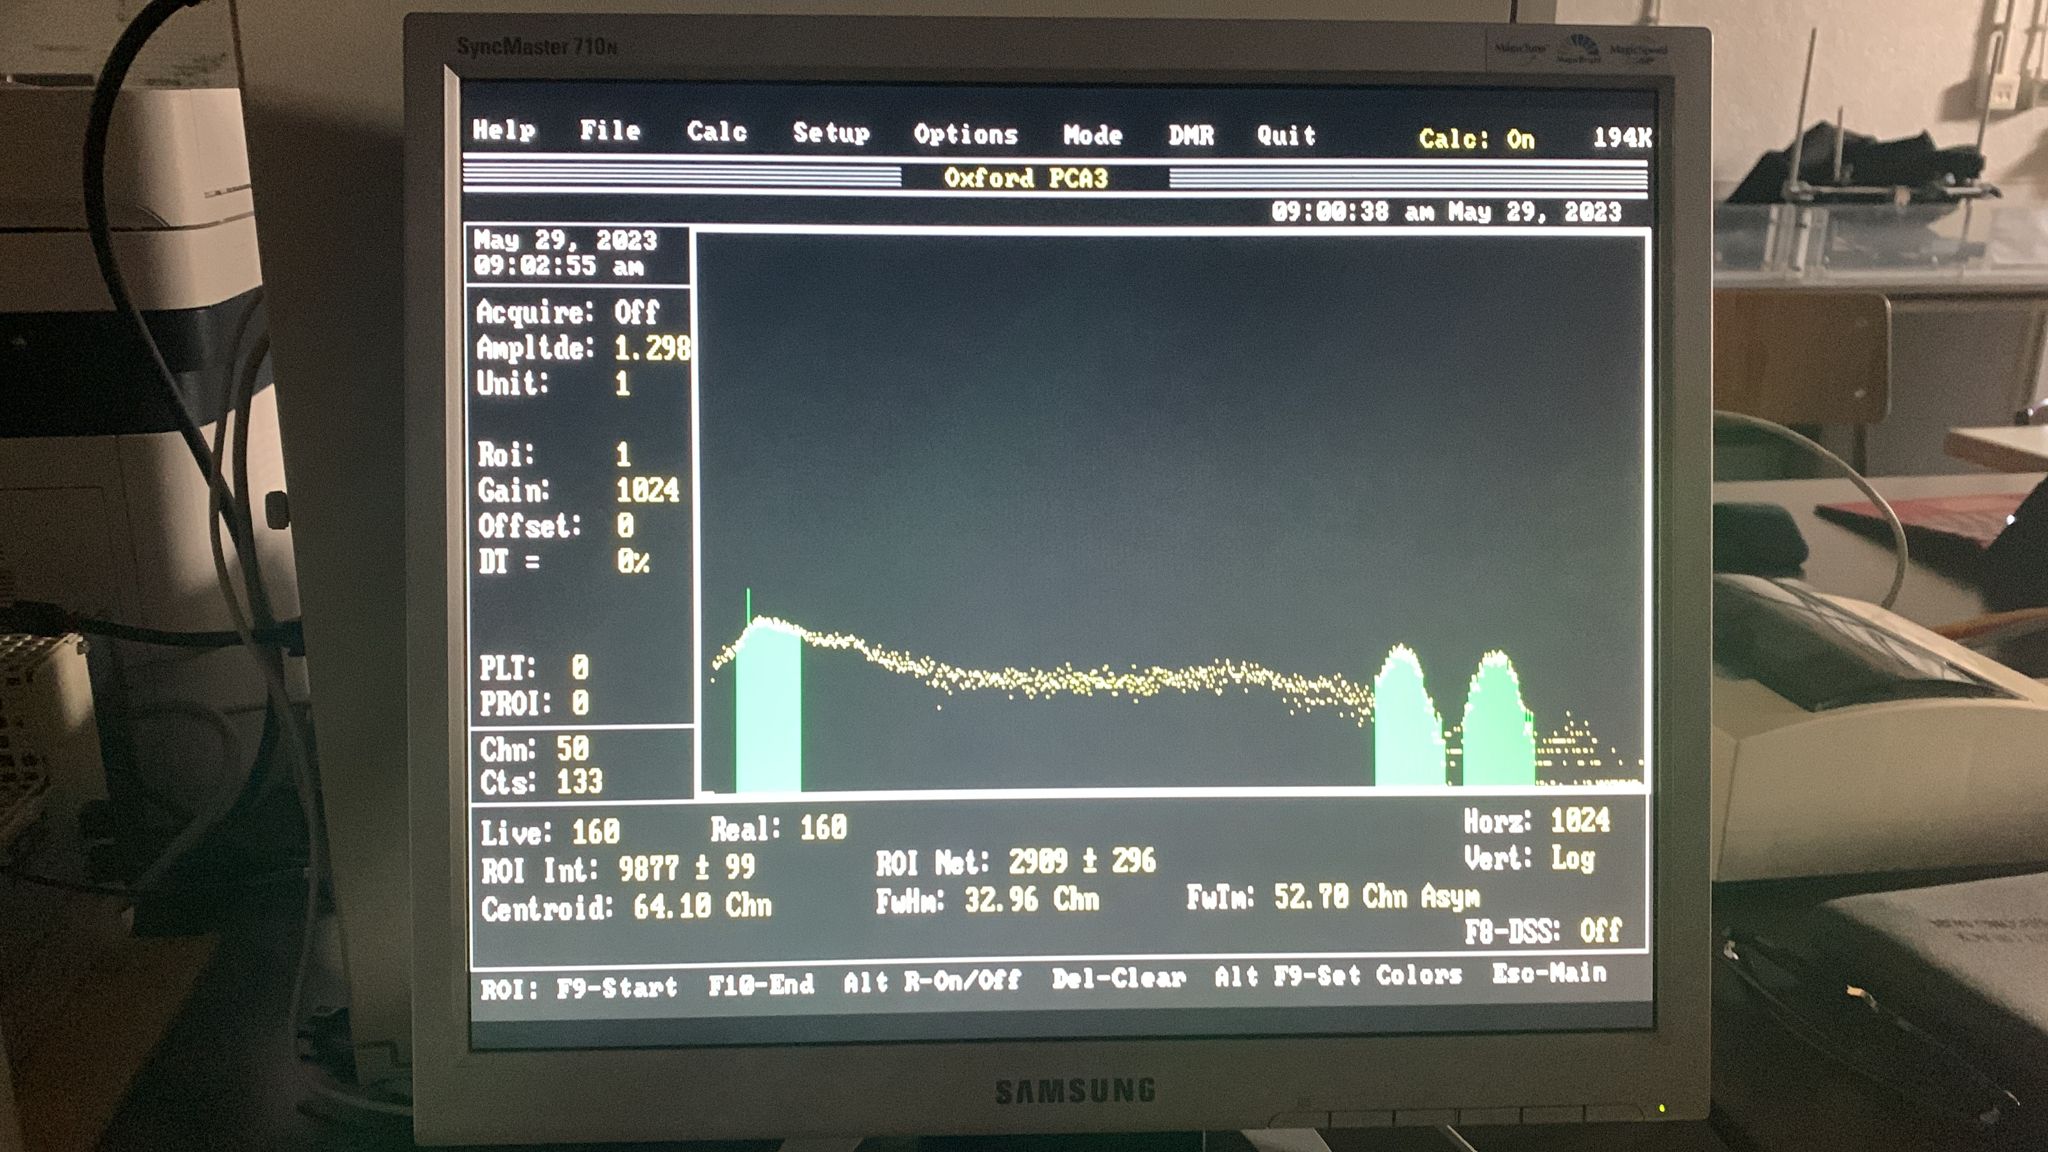 SyncMaster 710N
MagicTune MagicBright MagicSpeed
Help File Calc Setup Options Mode DMR Quit Calc: On 194K
Oxford PCA3
09:00:38 am May 29, 2023
May 29, 2023
09:02:55 am
Acquire: Off
Ampltde: 1.298
Unit: 1
Roi: 1
Gain: 1024
Offset: 0
DT = 0%
PLT: 0
PROI: 0
Chn: 50
Cts: 133
Live: 160 Real: 160 Horz: 1024
ROI Int: 9877 ± 99 ROI Net: 2909 ± 296 Vert: Log
Centroid: 64.10 Chn FwHm: 32.96 Chn FwTm: 52.70 Chn Asym
F8-DSS: Off
ROI: F9-Start F10-End Alt R-On/Off Del-Clear Alt F9-Set Colors Esc-Main
SAMSUNG